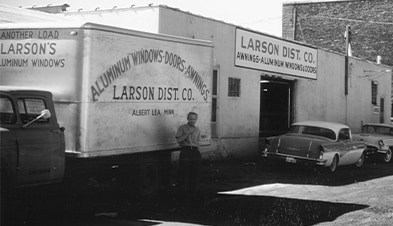 ANOTHER LOAD
LARSON'S
ALUMINUM WINDOWS
ALUMINUM WINDOWS-DOORS-AWNINGS
LARSON DIST. CO.
ALBERT LEA, MINN.
LARSON DIST. CO.
AWNINGS-ALUMINUM WINDOWS & DOORS